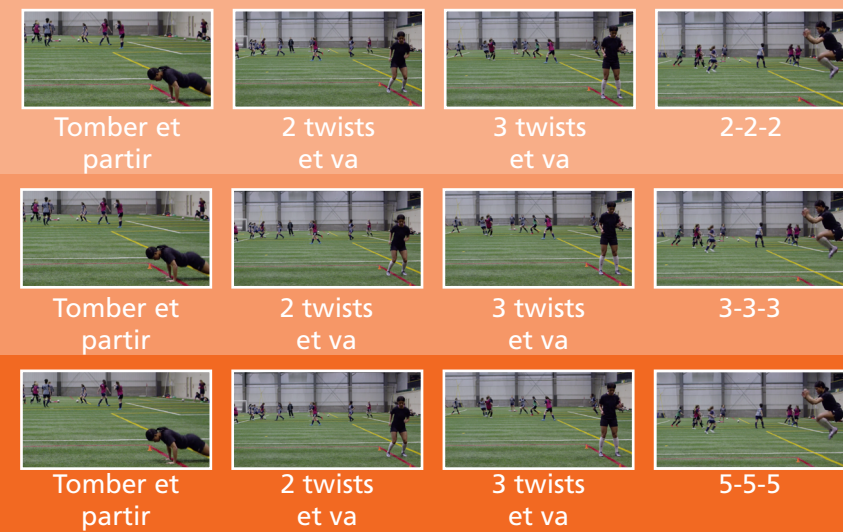 Tomber et
partir
2 twists
et va
3 twists
et va
2-2-2
Tomber et
partir
2 twists
et va
3 twists
et va
3-3-3
Tomber et
partir
2 twists
et va
3 twists
et va
5-5-5